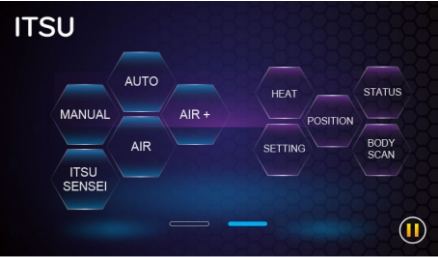 ITSU
AUTO
MANUAL
AIR +
AIR
ITSU
SENSEI
HEAT
STATUS
POSITION
SETTING
BODY
SCAN